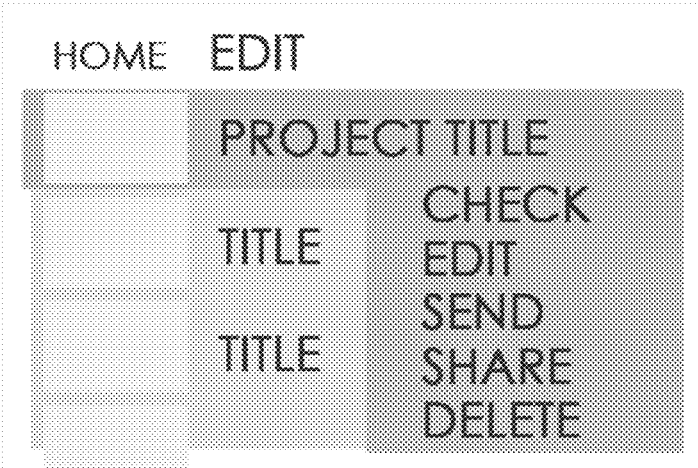 HOME EDIT
PROJECT TITLE
CHECK
TITLE
EDIT
SEND
TITLE
SHARE
DELETE